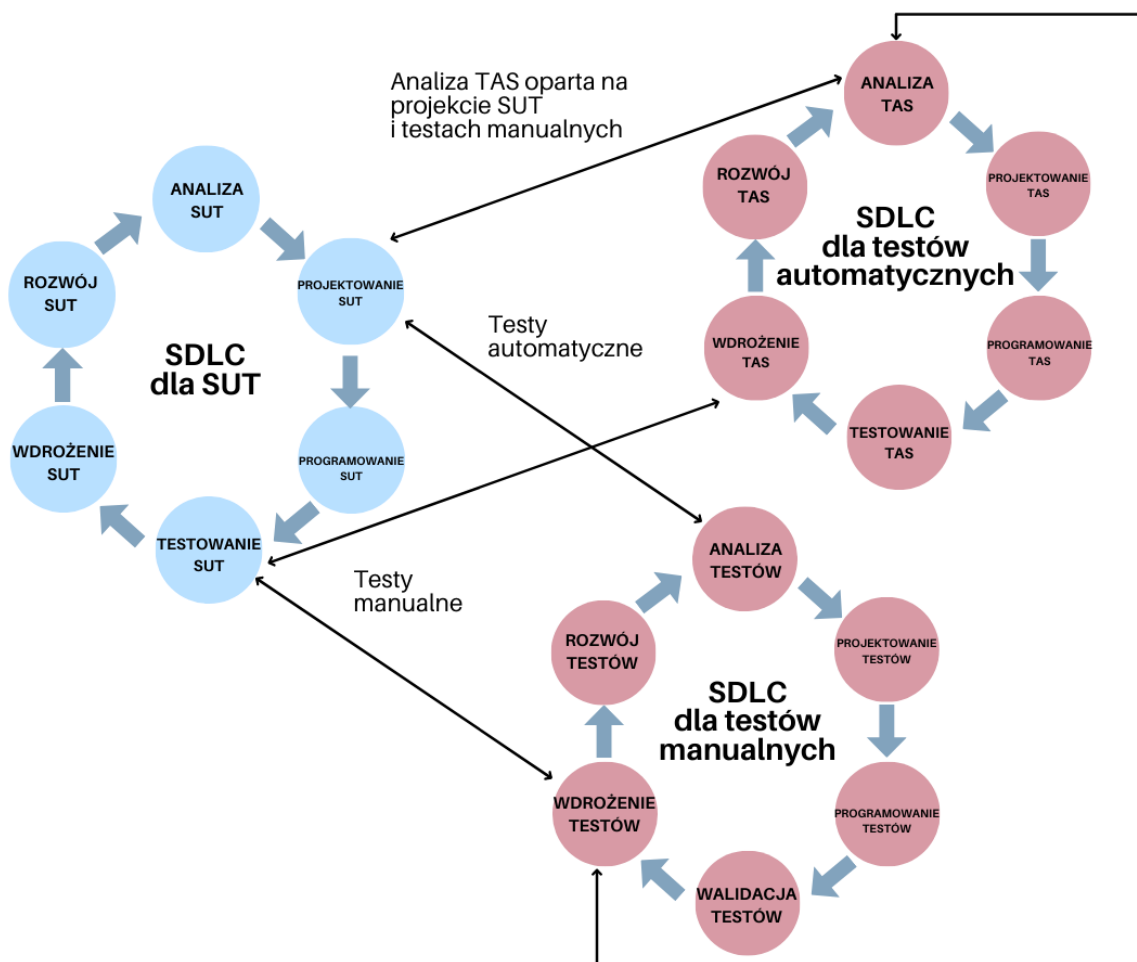 Analiza TAS oparta na
projekcie SUT
i testach manualnych
ANALIZA
TAS
PROJEKTOWANIE
TAS
PROGRAMOWANIE
TAS
TESTOWANIE
TAS
WDROŻENIE
TAS
ROZWÓJ
TAS
SDLC
dla testów
automatycznych
ANALIZA
SUT
PROJEKTOWANIE
SUT
PROGRAMOWANIE
SUT
TESTOWANIE
SUT
WDROŻENIE
SUT
ROZWÓJ
SUT
SDLC
dla SUT
Testy
automatyczne
Testy
manualne
ANALIZA
TESTÓW
PROJEKTOWANIE
TESTÓW
PROGRAMOWANIE
TESTÓW
WALIDACJA
TESTÓW
WDROŻENIE
TESTÓW
ROZWÓJ
TESTÓW
SDLC
dla testów
manualnych